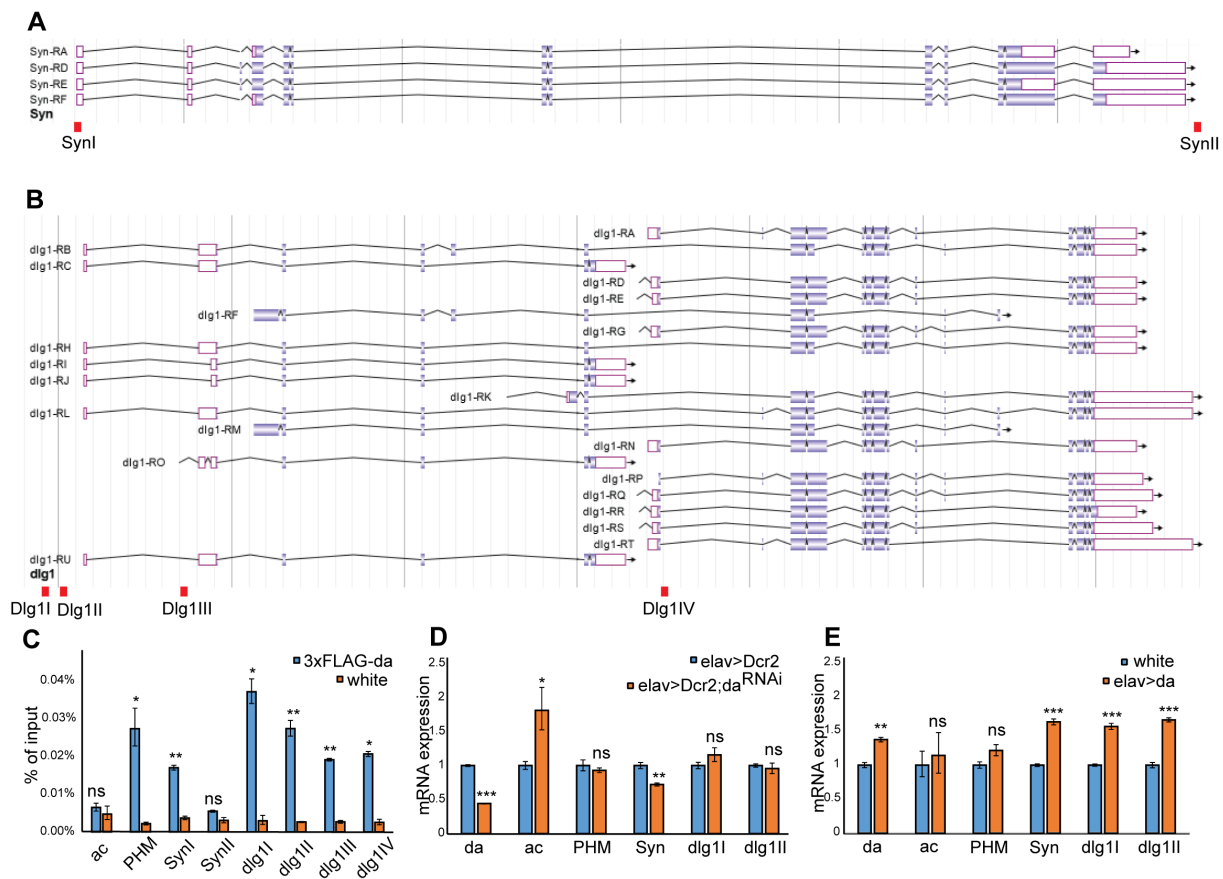 A
Syn-RA
Syn-RD
Syn-RE
Syn-RF
Syn
SynI
SynII
B
dlg1-RA
dlg1-RB
dlg1-RC
dlg1-RD
dlg1-RE
dlg1-RF
dlg1-RG
dlg1-RH
dlg1-RI
dlg1-RJ
dlg1-RK
dlg1-RL
dlg1-RM
dlg1-RN
dlg1-RO
dlg1-RP
dlg1-RQ
dlg1-RR
dlg1-RS
dlg1-RT
dlg1-RU
dlg1
Dlg1I
Dlg1II
Dlg1III
Dlg1IV
C
3xFLAG-da
white
% of input
0.04%
0.03%
0.02%
0.01%
0.00%
ns
*
**
ns
*
**
**
*
ac
PHM
SynI
SynII
dlg1I
dlg1II
dlg1III
dlg1IV
D
elav>Dcr2
elav>Dcr2;daRNAi
mRNA expression
2.5
2
1.5
1
0.5
0
***
*
ns
**
ns
ns
da
ac
PHM
Syn
dlg1I
dlg1II
E
white
elav>da
mRNA expression
2.5
2
1.5
1
0.5
0
**
ns
ns
***
***
***
da
ac
PHM
Syn
dlg1I
dlg1II